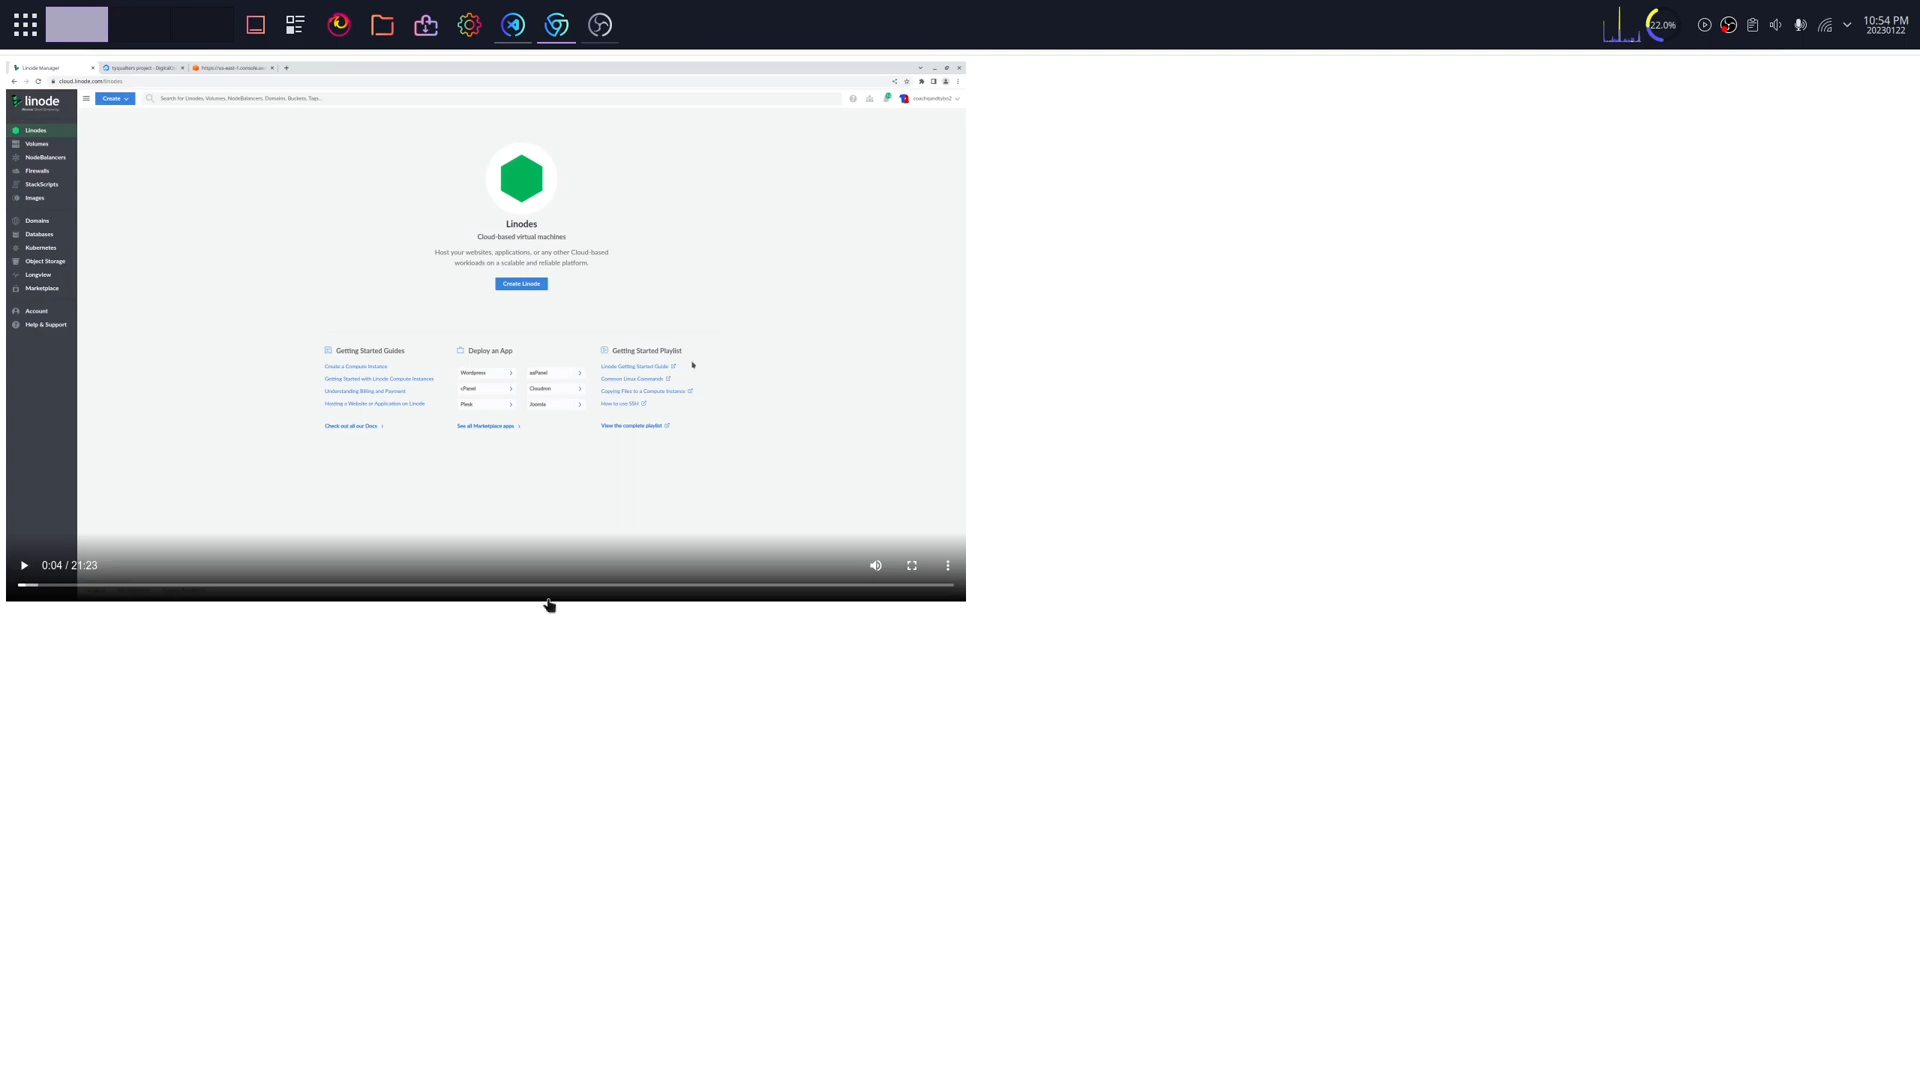 22.0%
10:54 PM
20230122
Linode Manager
https://us-east-1.console.aw
cloud.linode.com/linodes
linode
Create
Search for Linodes, Volumes, NodeBalancers, Domains, Buckets, Tags...
Linodes
Volumes
NodeBalancers
Firewalls
StackScripts
Images
Domains
Databases
Kubernetes
Object Storage
Longview
Marketplace
Account
Help & Support
Linodes
Cloud-based virtual machines
Host your websites, applications, or any other Cloud-based
workloads on a scalable and reliable platform.
Create Linode
Getting Started Guides
Create a Compute Instance
Getting Started with Linode Compute Instances
Understanding Billing and Payment
Hosting a Website or Application on Linode
Check out all our Docs
Deploy an App
Wordpress
aaPanel
cPanel
Cloudron
Plesk
Joomla
See all Marketplace apps
Getting Started Playlist
Linode Getting Started Guide
Common Linux Commands
Copying Files to a Compute Instance
How to use SSH
View the complete playlist
0:04 / 21:23